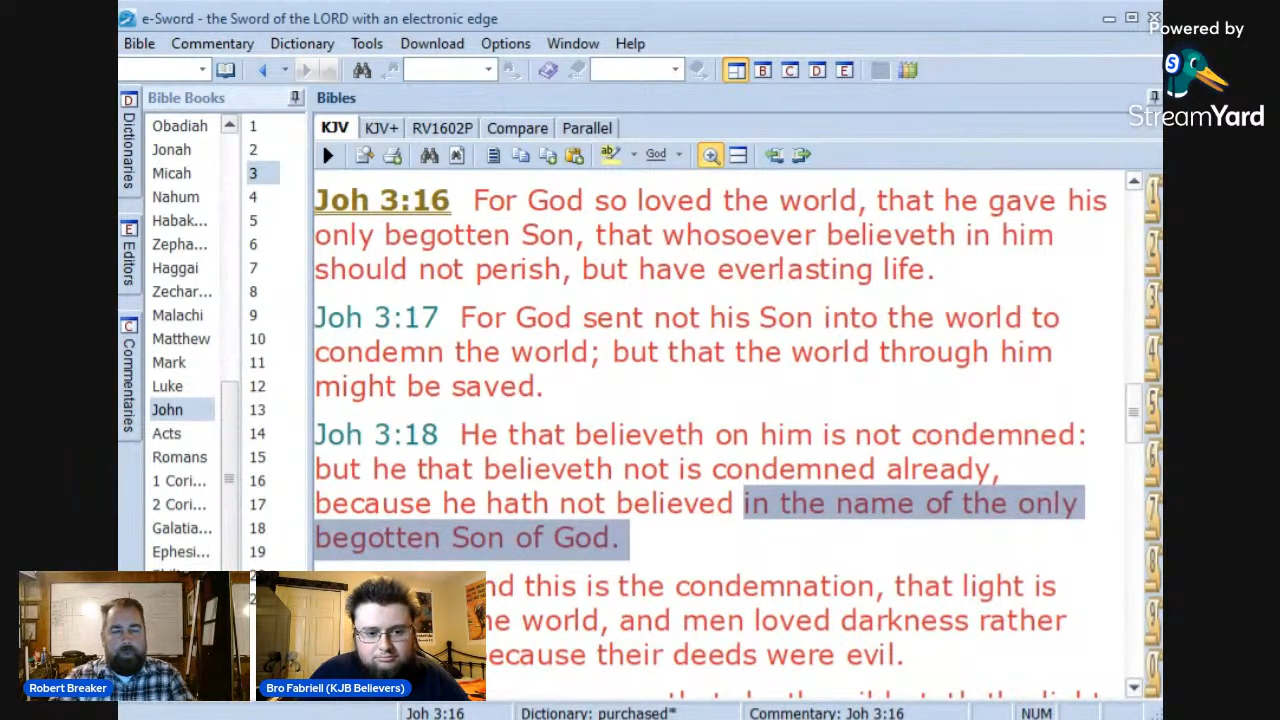 e-Sword - the Sword of the LORD with an electronic edge
Powered by
StreamYard
Bible Commentary Dictionary Tools Download Options Window Help
B C D E
Bible Books
Bibles
D Dictionaries
E Editors
C Commentaries
KJV KJV+ RV1602P Compare Parallel
ab God
Obadiah 1
Jonah 2
Micah 3
Nahum 4
Habak... 5
Zepha... 6
Haggai 7
Zechar... 8
Malachi 9
Matthew 10
Mark 11
Luke 12
John 13
Acts 14
Romans 15
1 Cori... 16
2 Cori... 17
Galatia... 18
Ephesi... 19
Joh 3:16 For God so loved the world, that he gave his
only begotten Son, that whosoever believeth in him
should not perish, but have everlasting life.
Joh 3:17 For God sent not his Son into the world to
condemn the world; but that the world through him
might be saved.
Joh 3:18 He that believeth on him is not condemned:
but he that believeth not is condemned already,
because he hath not believed in the name of the only
begotten Son of God.
nd this is the condemnation, that light is
he world, and men loved darkness rather
ecause their deeds were evil.
Robert Breaker
Bro Fabriell (KJB Believers)
Joh 3:16 Dictionary: purchased* Commentary: Joh 3:16 NUM